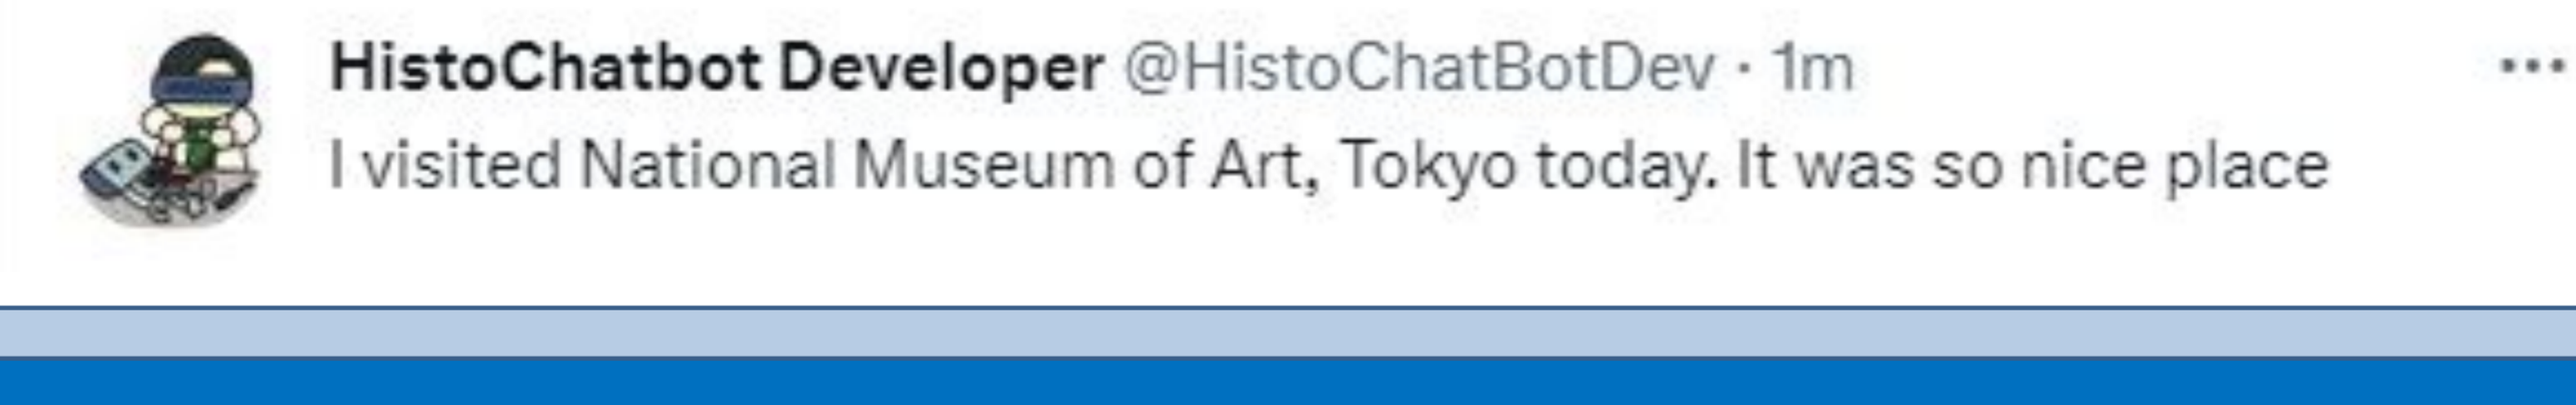 HistoChatbot Developer @HistoChatBotDev · 1m
I visited National Museum of Art, Tokyo today. It was so nice place